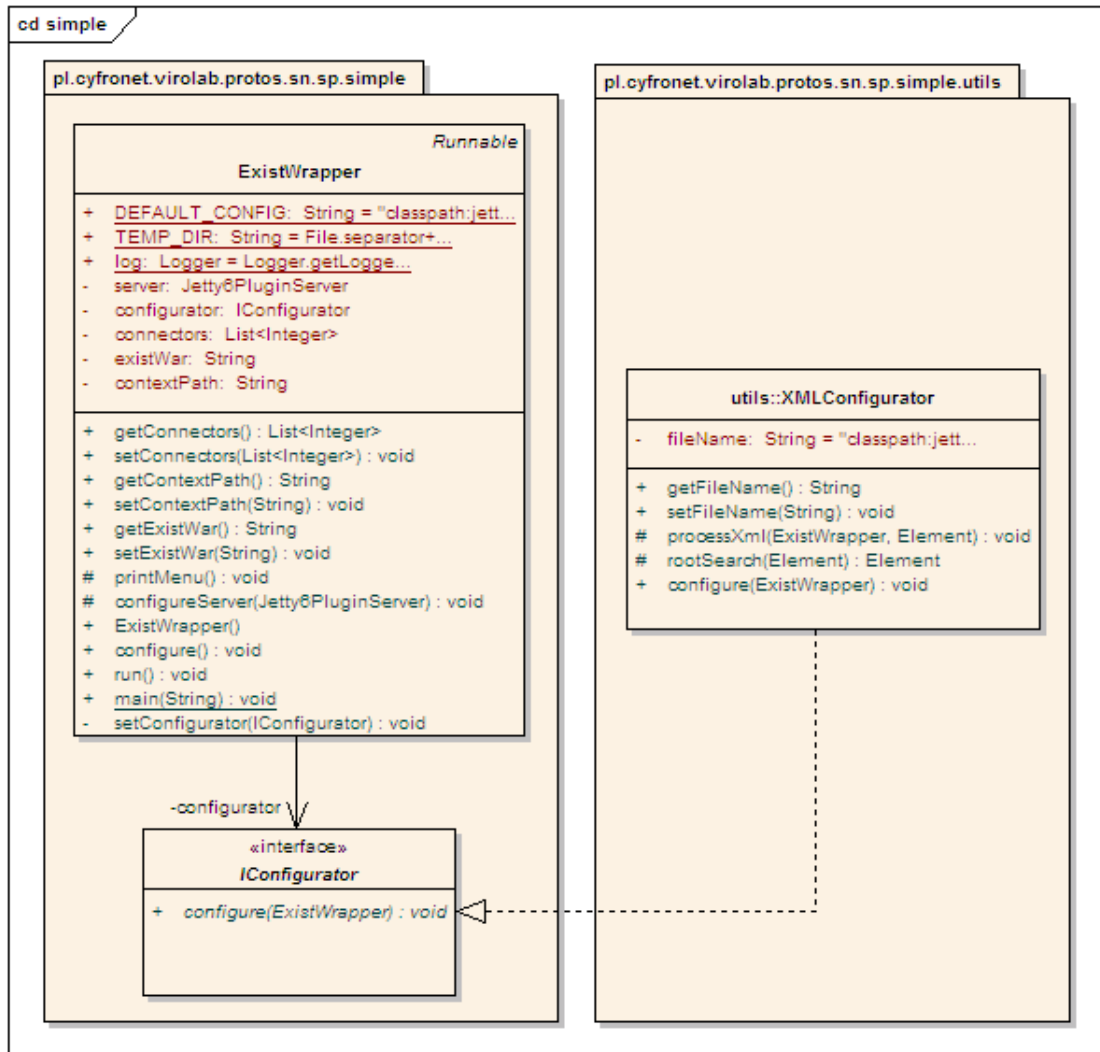 cd simple
pl.cyfronet.virolab.protos.sn.sp.simple
Runnable
ExistWrapper
+ DEFAULT_CONFIG: String = "classpath:jett...
+ TEMP_DIR: String = File.separator+...
+ log: Logger = Logger.getLogge...
- server: Jetty6PluginServer
- configurator: IConfigurator
- connectors: List<Integer>
- existWar: String
- contextPath: String
+ getConnectors() : List<Integer>
+ setConnectors(List<Integer>) : void
+ getContextPath() : String
+ setContextPath(String) : void
+ getExistWar() : String
+ setExistWar(String) : void
# printMenu() : void
# configureServer(Jetty6PluginServer) : void
+ ExistWrapper()
+ configure() : void
+ run() : void
+ main(String) : void
- setConfigurator(IConfigurator) : void
-configurator
«interface»
IConfigurator
+ configure(ExistWrapper) : void
pl.cyfronet.virolab.protos.sn.sp.simple.utils
utils::XMLConfigurator
- fileName: String = "classpath:jett...
+ getFileName() : String
+ setFileName(String) : void
# processXml(ExistWrapper, Element) : void
# rootSearch(Element) : Element
+ configure(ExistWrapper) : void